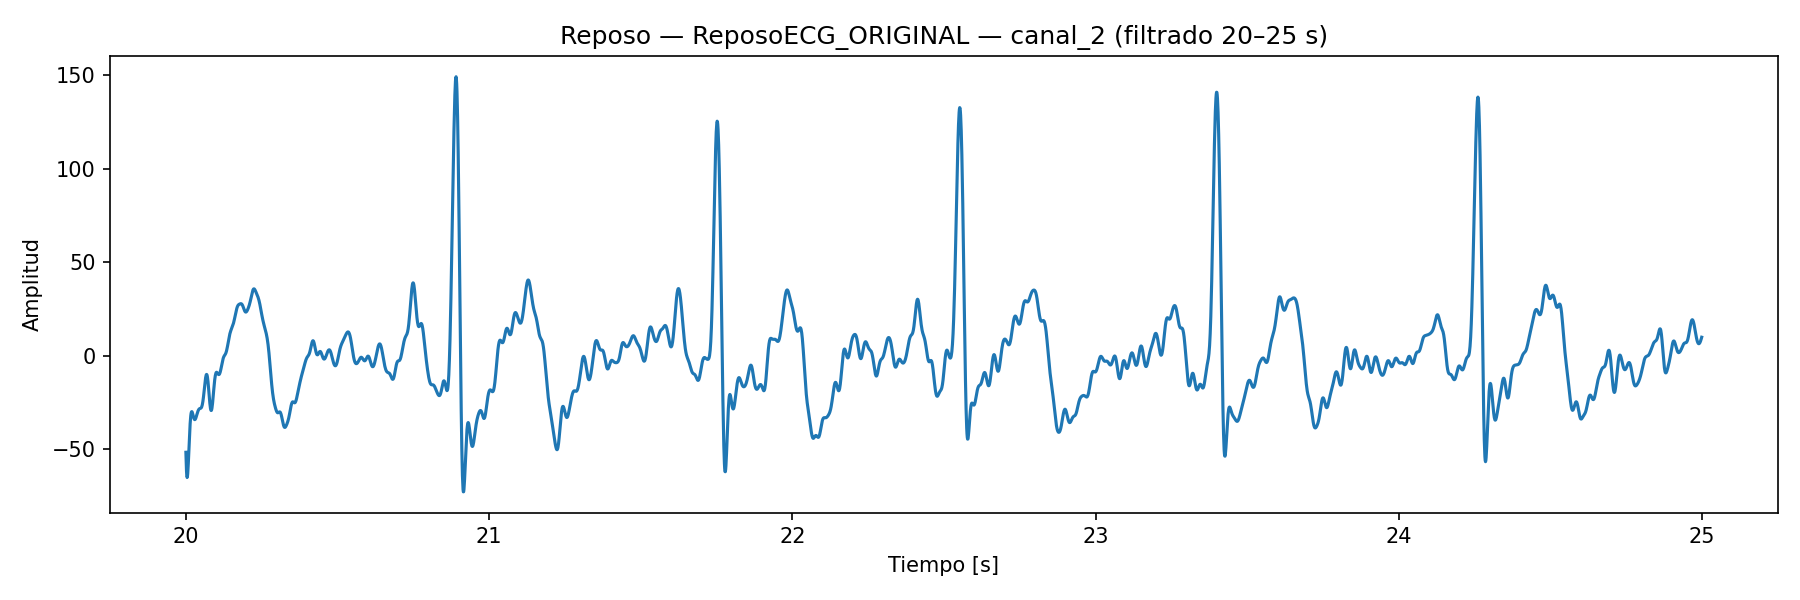 Reposo — ReposoECG_ORIGINAL — canal_2 (filtrado 20–25 s)
Amplitud
150
100
50
0
−50
20 21 22 23 24 25
Tiempo [s]